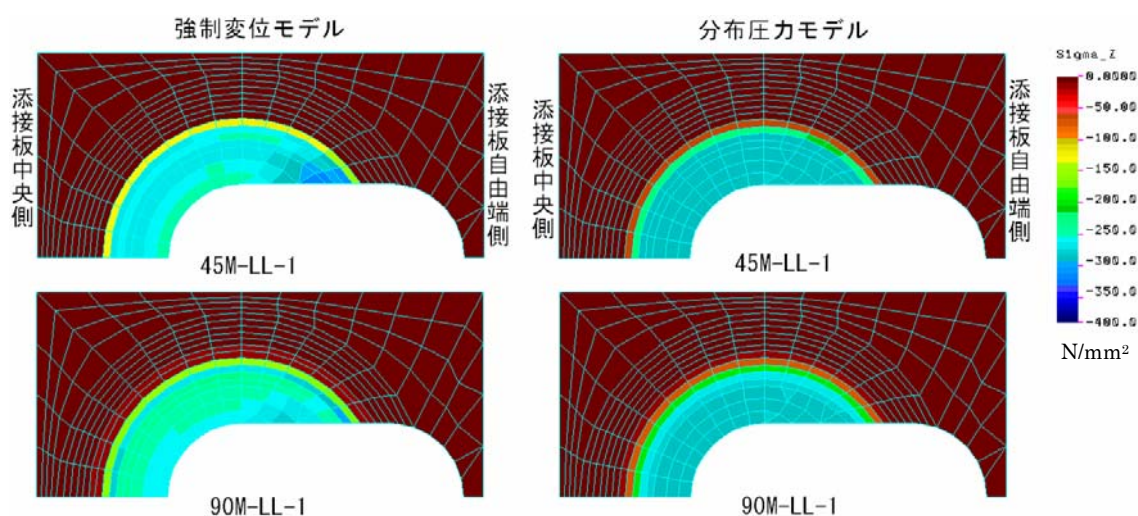 強制変位モデル
分布圧力モデル
添接板中央側
添接板自由端側
添接板中央側
添接板自由端側
45M-LL-1
45M-LL-1
90M-LL-1
90M-LL-1
Sigma_Z
0.0000
-50.00
-100.0
-150.0
-200.0
-250.0
-300.0
-350.0
-400.0
N/mm²